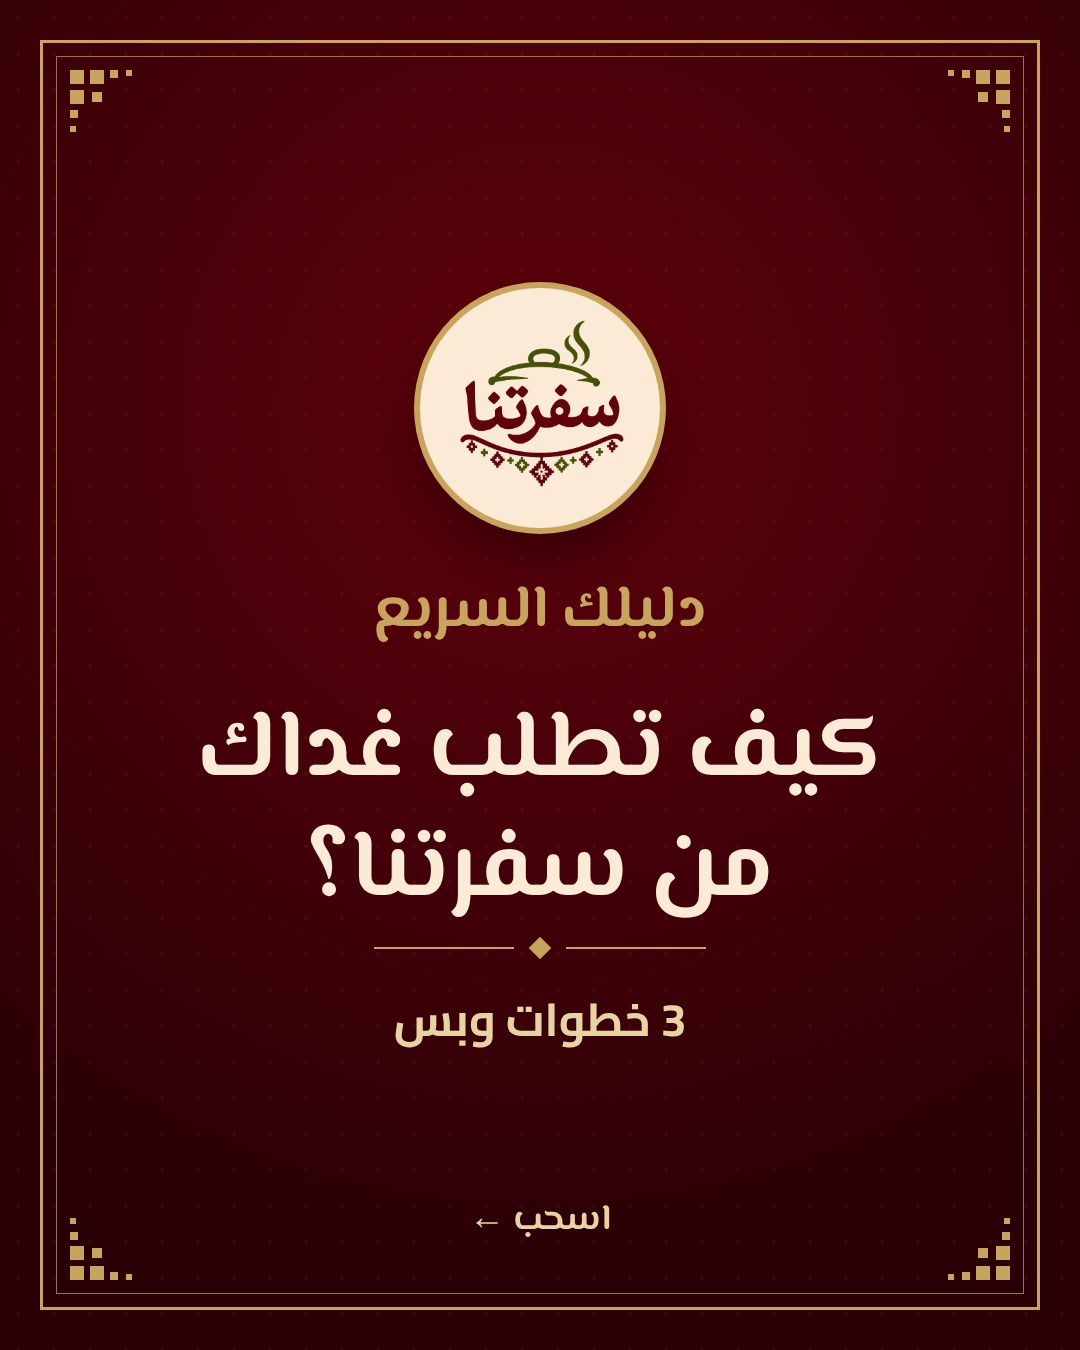 سفرتنا
دليلك السريع
كيف تطلب غداك
من سفرتنا؟
3 خطوات وبس
اسحب ←